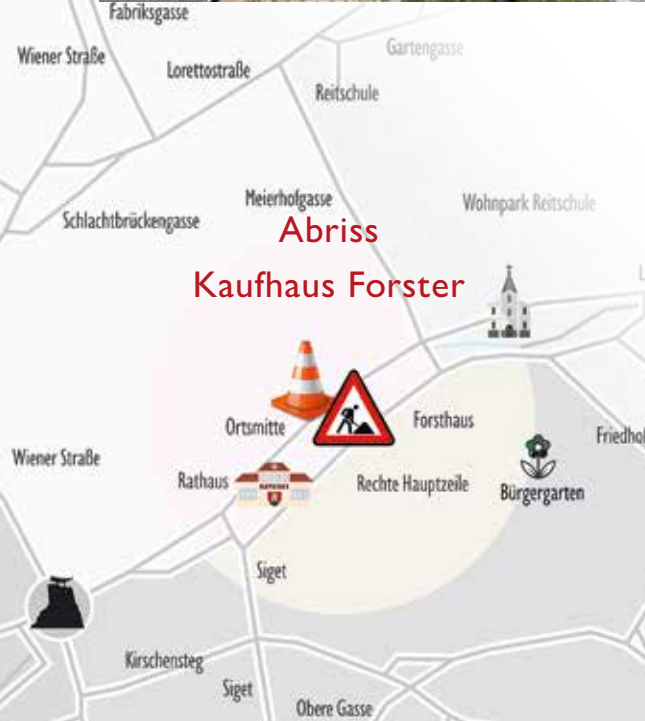 Fabriksgasse
Wiener Straße
Lorettostraße
Gartengasse
Reitschule
Meierhofgasse
Schlachtbrückengasse
Wohnpark Reitschule
Abriss
Kaufhaus Forster
Ortsmitte
Forsthaus
Friedhof
Wiener Straße
Rathaus
Rechte Hauptzeile
Bürgergarten
Siget
Kirschensteg
Siget
Obere Gasse